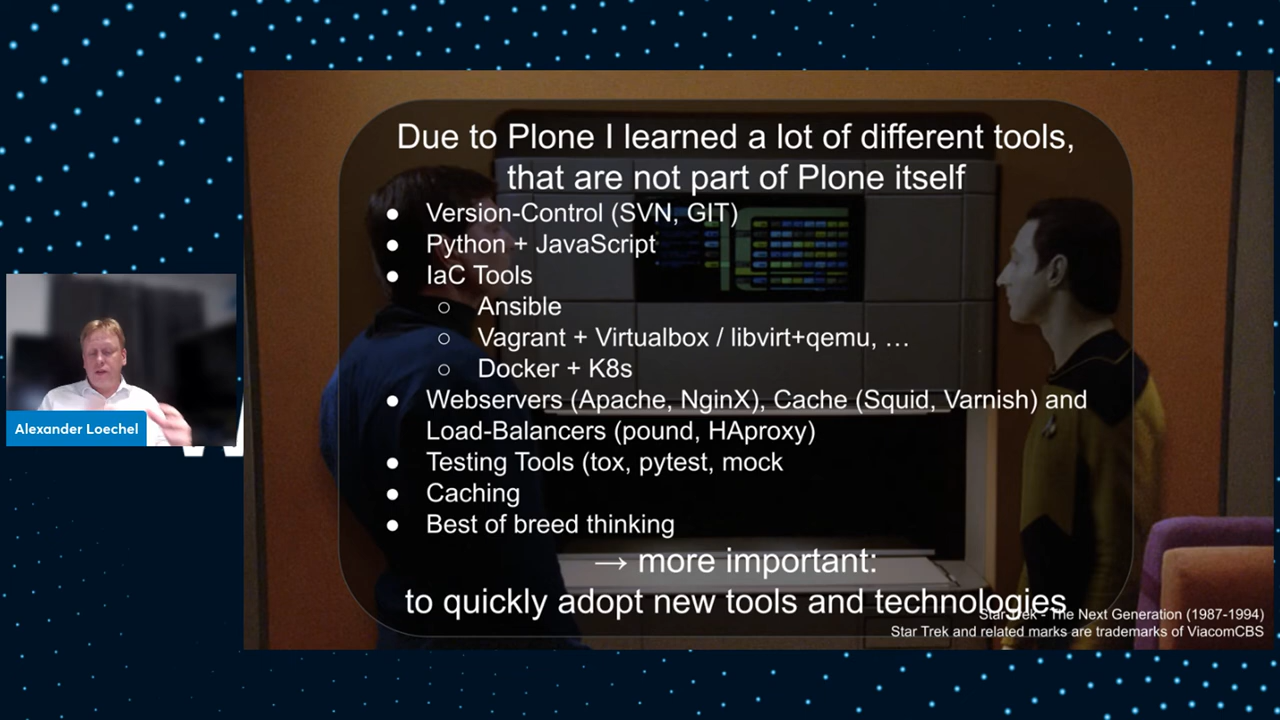 Due to Plone I learned a lot of different tools,
that are not part of Plone itself
● Version-Control (SVN, GIT)
● Python + JavaScript
● IaC Tools
○ Ansible
○ Vagrant + Virtualbox / libvirt+qemu, …
○ Docker + K8s
● Webservers (Apache, NginX), Cache (Squid, Varnish) and
Load-Balancers (pound, HAproxy)
● Testing Tools (tox, pytest, mock
● Caching
● Best of breed thinking
→ more important:
to quickly adopt new tools and technologies
Star Trek - The Next Generation (1987-1994)
Star Trek and related marks are trademarks of ViacomCBS
Alexander Loechel